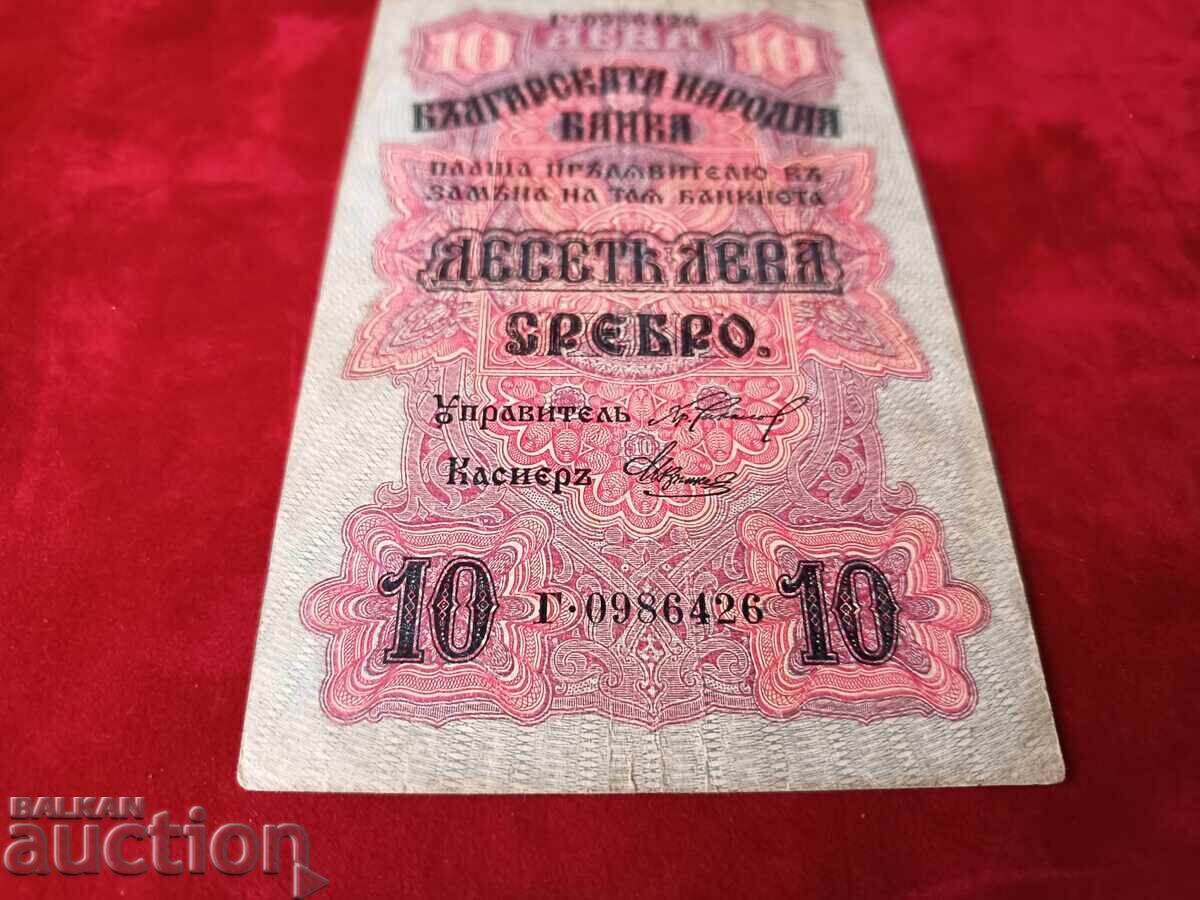 Г·0986426
10 ЛЕВА 10
БЪЛГАРСКАТА НАРОДНА
БАНКА
ПЛАЩА ПРѢДЯВИТЕЛЮ ВЪ
ЗАМѢНА НА ТАЯ БАНКНОТА
ДЕСЕТЬ ЛЕВА
СРЕБРО.
Управитель
Касиеръ
10 Г·0986426 10
BALKAN
auction